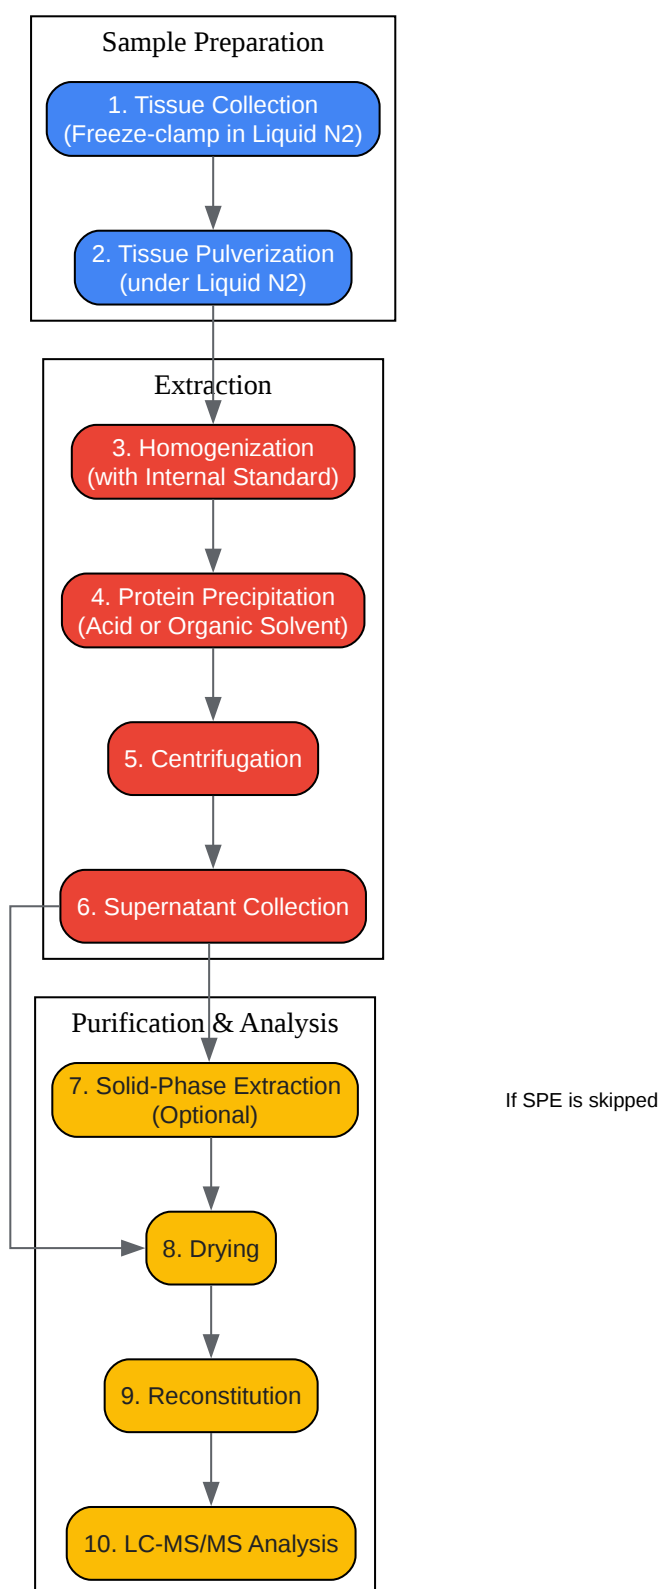 Sample Preparation
1. Tissue Collection
(Freeze-clamp in Liquid N2)
2. Tissue Pulverization
(under Liquid N2)
Extraction
3. Homogenization
(with Internal Standard)
4. Protein Precipitation
(Acid or Organic Solvent)
5. Centrifugation
6. Supernatant Collection
Purification & Analysis
7. Solid-Phase Extraction
(Optional)
If SPE is skipped
8. Drying
9. Reconstitution
10. LC-MS/MS Analysis